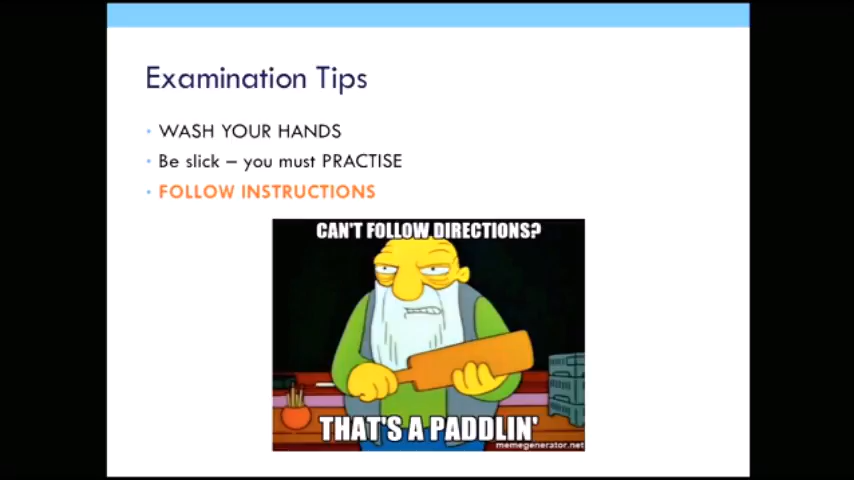 Examination Tips
WASH YOUR HANDS
Be slick – you must PRACTISE
FOLLOW INSTRUCTIONS
CAN'T FOLLOW DIRECTIONS?
THAT'S A PADDLIN'
memegenerator.net